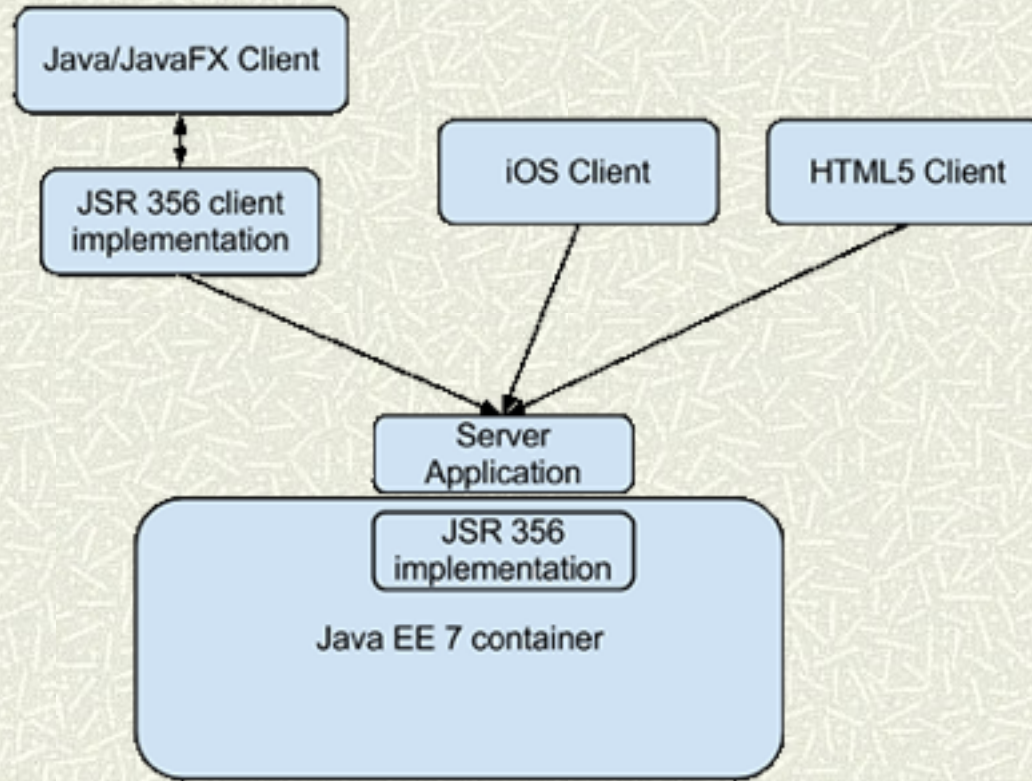 Java/JavaFX Client
JSR 356 client
implementation
iOS Client
HTML5 Client
Server
Application
JSR 356
implementation
Java EE 7 container